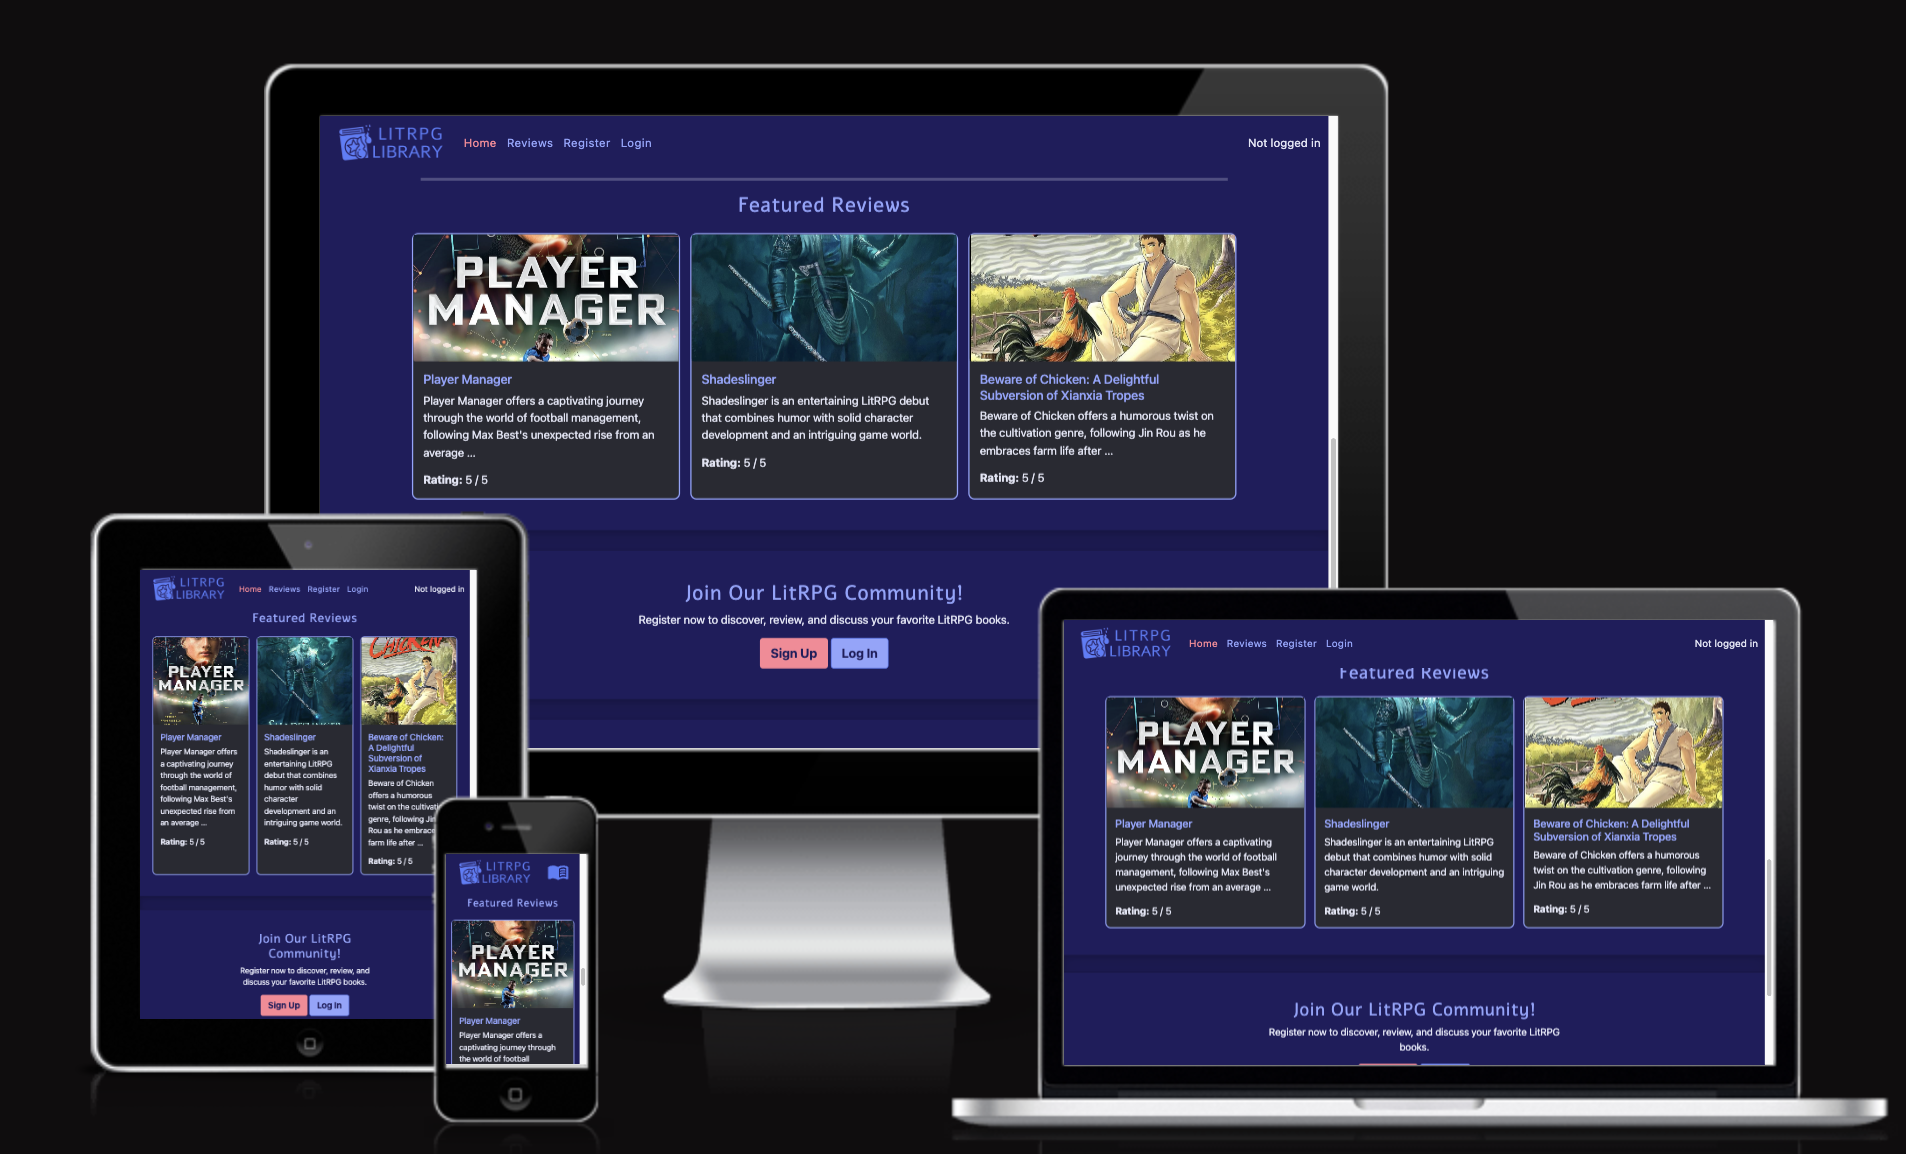 LITRPG
LIBRARY
Home Reviews Register Login
Not logged in
Featured Reviews
PLAYER
MANAGER
Player Manager
Player Manager offers a captivating journey
through the world of football management,
following Max Best's unexpected rise from an
average ...
Rating: 5 / 5
Shadeslinger
Shadeslinger is an entertaining LitRPG debut
that combines humor with solid character
development and an intriguing game world.
Rating: 5 / 5
Beware of Chicken: A Delightful
Subversion of Xianxia Tropes
Beware of Chicken offers a humorous twist on
the cultivation genre, following Jin Rou as he
embraces farm life after ...
Rating: 5 / 5
Join Our LitRPG Community!
Register now to discover, review, and discuss your favorite LitRPG books.
Sign Up Log In
LITRPG
LIBRARY
Home Reviews Register Login
Not logged in
Featured Reviews
PLAYER
MANAGER
CHICKEN
Player Manager
Player Manager offers
a captivating journey
through the world of
football management,
following Max Best's
unexpected rise from
an average ...
Rating: 5 / 5
Shadeslinger
Shadeslinger is an
entertaining LitRPG
debut that combines
humor with solid
character
development and an
intriguing game world.
Rating: 5 / 5
Beware of Chicken:
A Delightful
Subversion of
Xianxia Tropes
Beware of Chicken
offers a humorous
twist on the cultivati
genre, following Jin
Rou as he embrace
farm life after ...
Rating: 5 / 5
Join Our LitRPG
Community!
Register now to discover, review, and
discuss your favorite LitRPG books.
Sign Up Log In
LITRPG
LIBRARY
Featured Reviews
PLAYER
MANAGER
Player Manager
Player Manager offers a
captivating journey through
the world of football
LITRPG
LIBRARY
Home Reviews Register Login
Not logged in
Featured Reviews
PLAYER
MANAGER
Player Manager
Player Manager offers a captivating
journey through the world of football
management, following Max Best's
unexpected rise from an average ...
Rating: 5 / 5
Shadeslinger
Shadeslinger is an entertaining LitRPG
debut that combines humor with solid
character development and an intriguing
game world.
Rating: 5 / 5
Beware of Chicken: A Delightful
Subversion of Xianxia Tropes
Beware of Chicken offers a humorous
twist on the cultivation genre, following
Jin Rou as he embraces farm life after ...
Rating: 5 / 5
Join Our LitRPG Community!
Register now to discover, review, and discuss your favorite LitRPG
books.